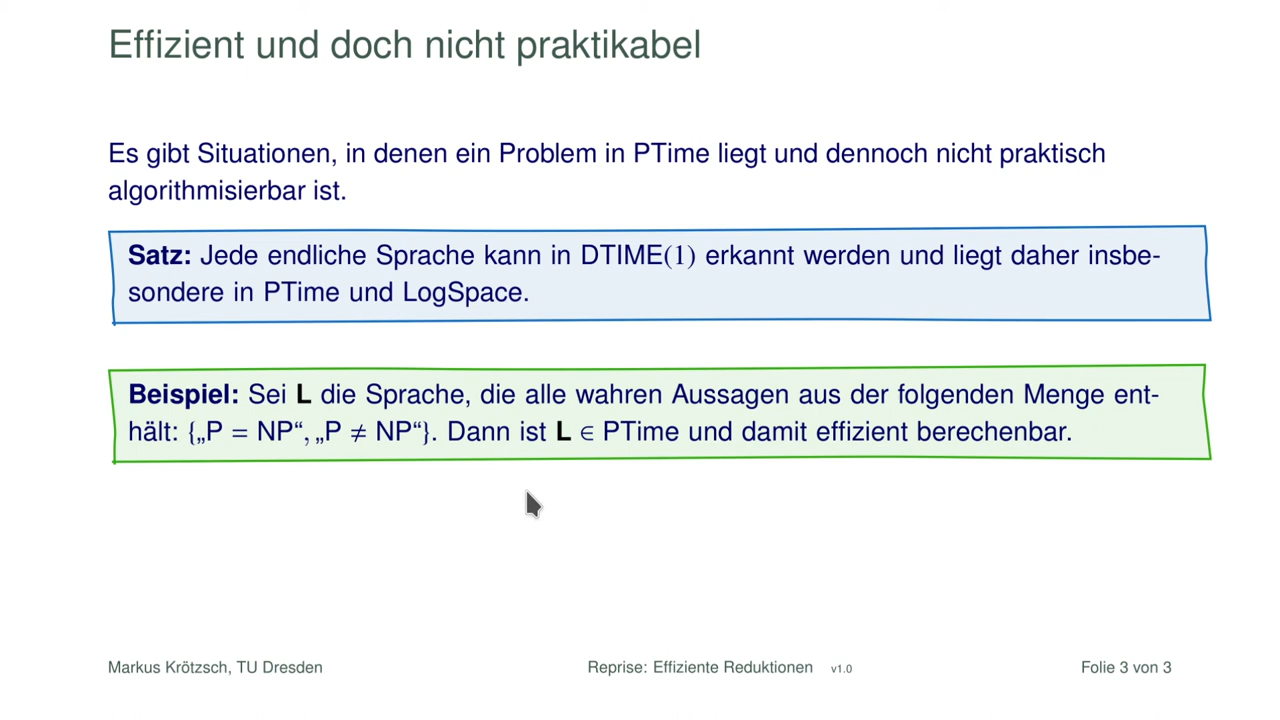 Effizient und doch nicht praktikabel
Es gibt Situationen, in denen ein Problem in PTime liegt und dennoch nicht praktisch
algorithmisierbar ist.
Satz: Jede endliche Sprache kann in DTIME(1) erkannt werden und liegt daher insbe-
sondere in PTime und LogSpace.
Beispiel: Sei L die Sprache, die alle wahren Aussagen aus der folgenden Menge ent-
hält: {„P = NP“, „P ≠ NP“}. Dann ist L ∈ PTime und damit effizient berechenbar.
Markus Krötzsch, TU Dresden Reprise: Effiziente Reduktionen v1.0 Folie 3 von 3